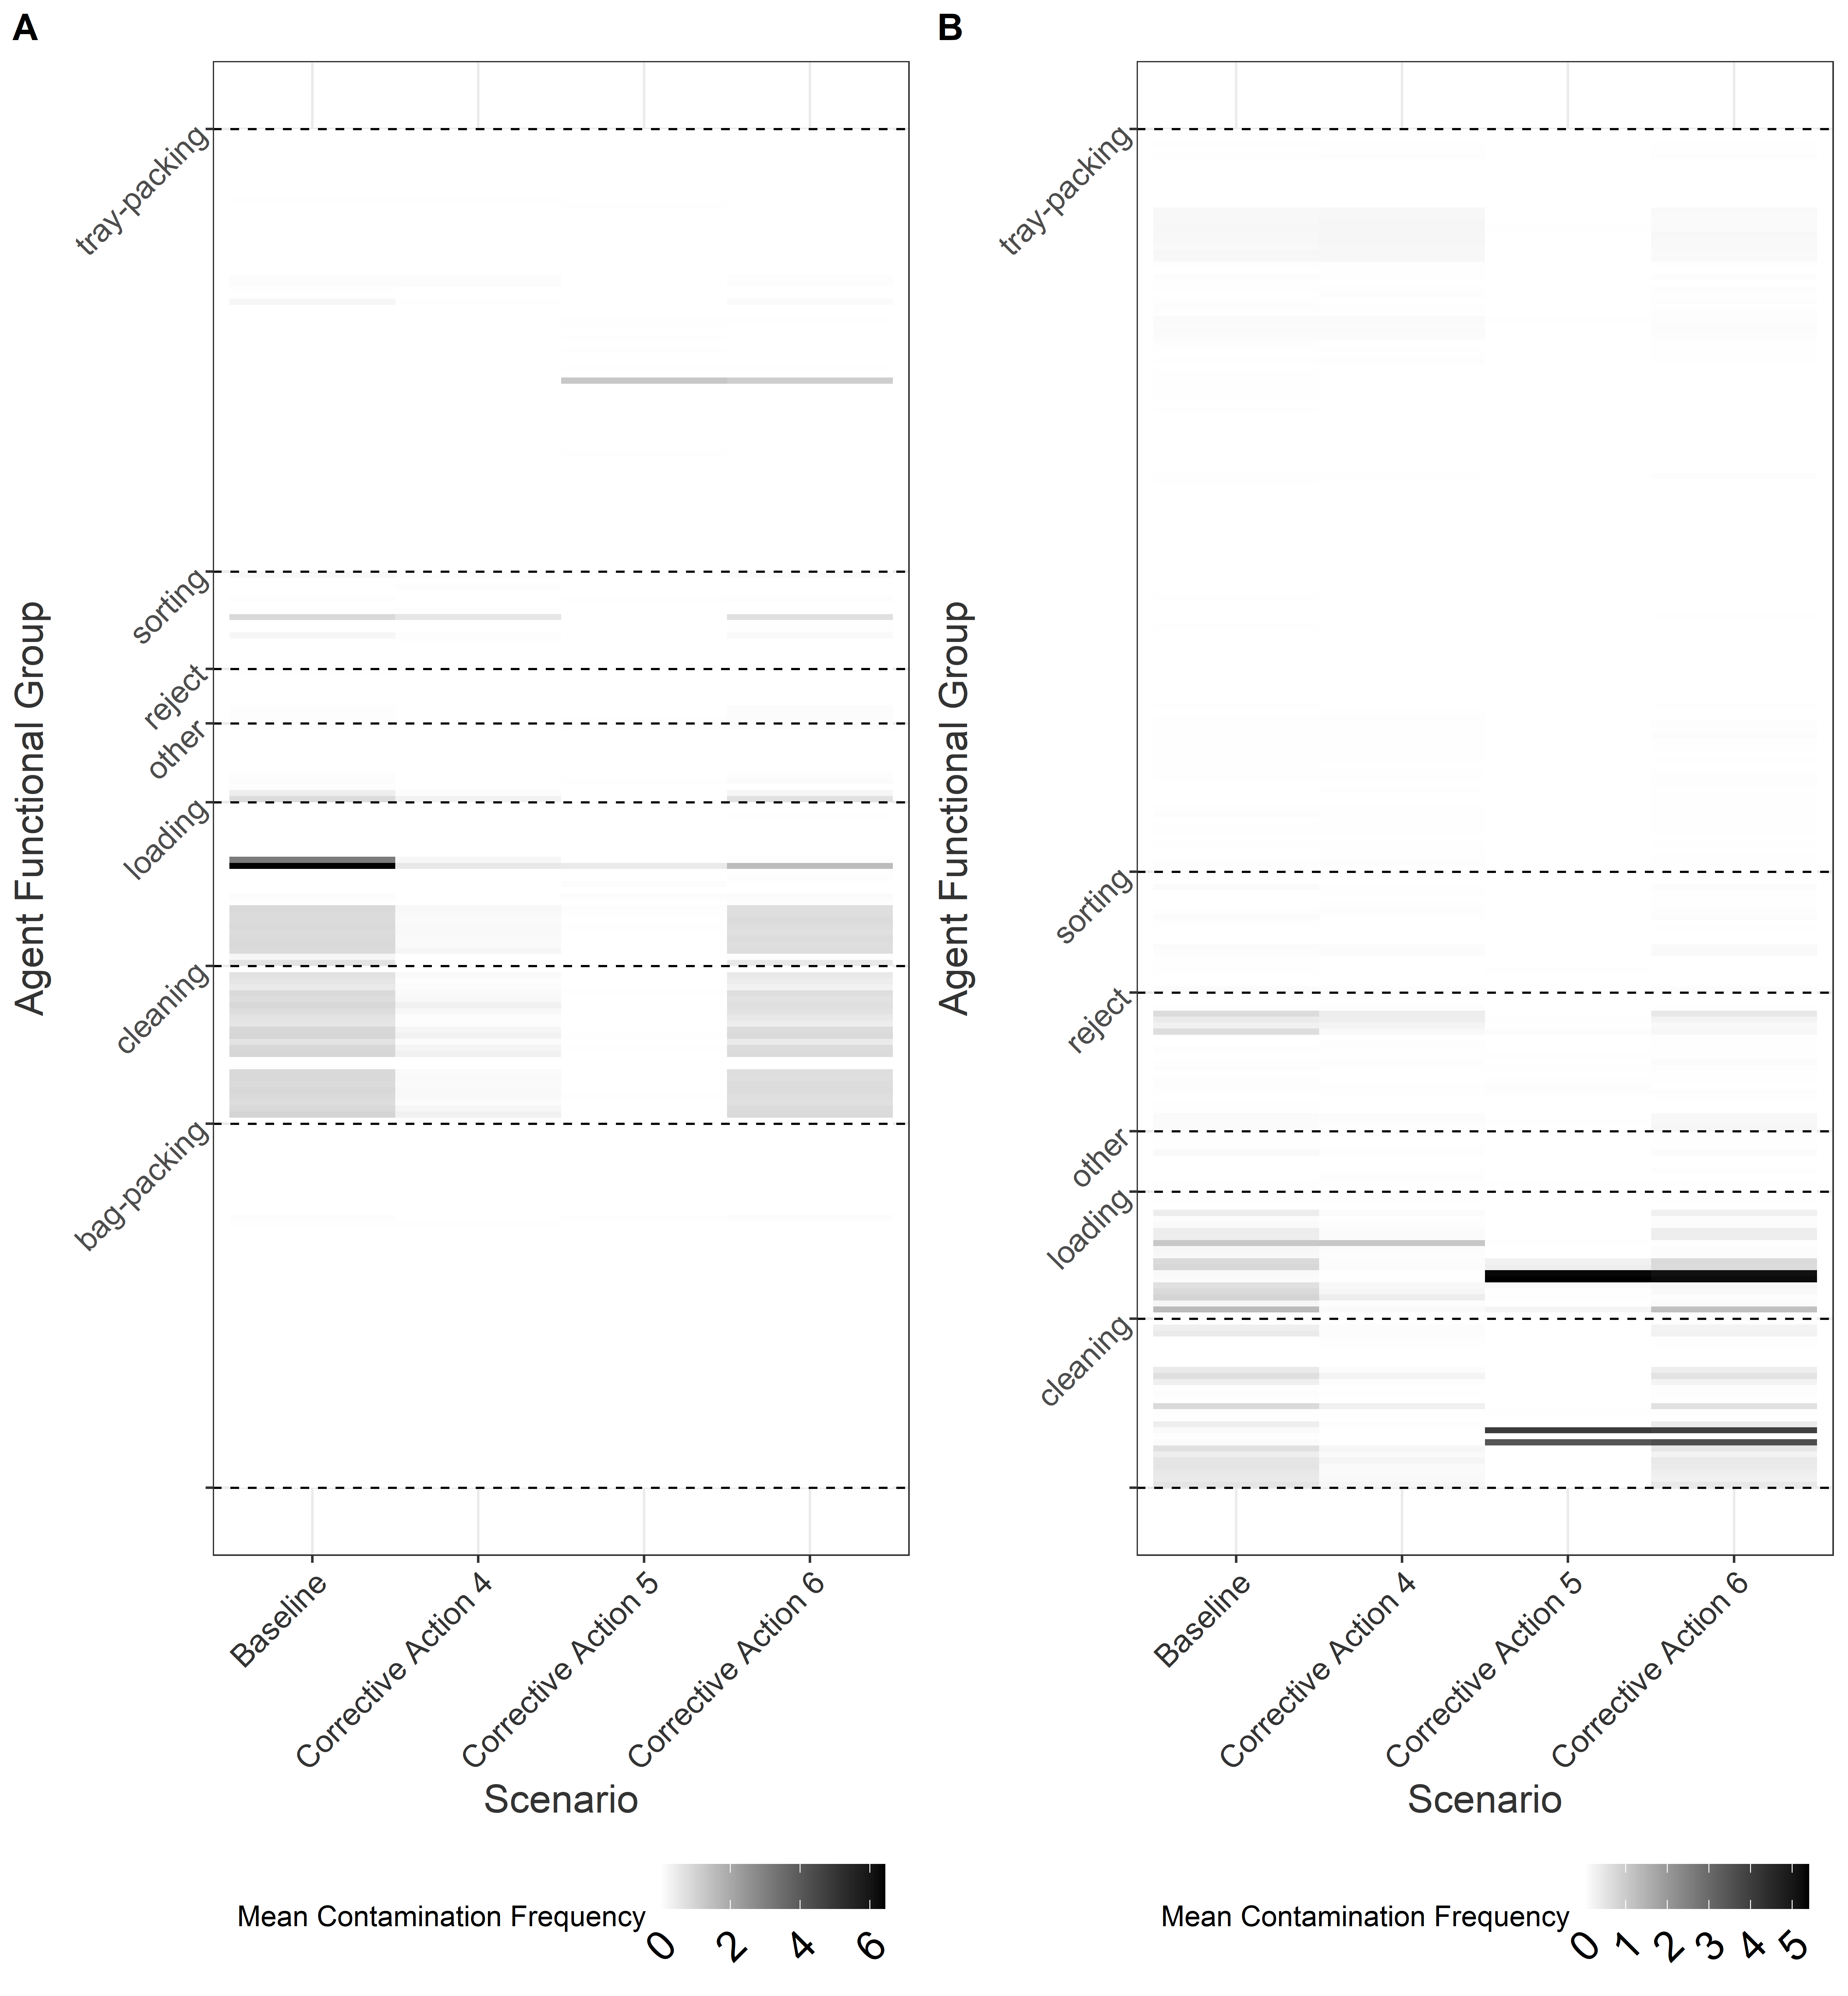 A
Agent Functional Group
tray-packing
sorting
reject
other
loading
cleaning
bag-packing
Baseline
Corrective Action 4
Corrective Action 5
Corrective Action 6
Scenario
Mean Contamination Frequency
0 2 4 6
B
Agent Functional Group
tray-packing
sorting
reject
other
loading
cleaning
Baseline
Corrective Action 4
Corrective Action 5
Corrective Action 6
Scenario
Mean Contamination Frequency
0 1 2 3 4 5